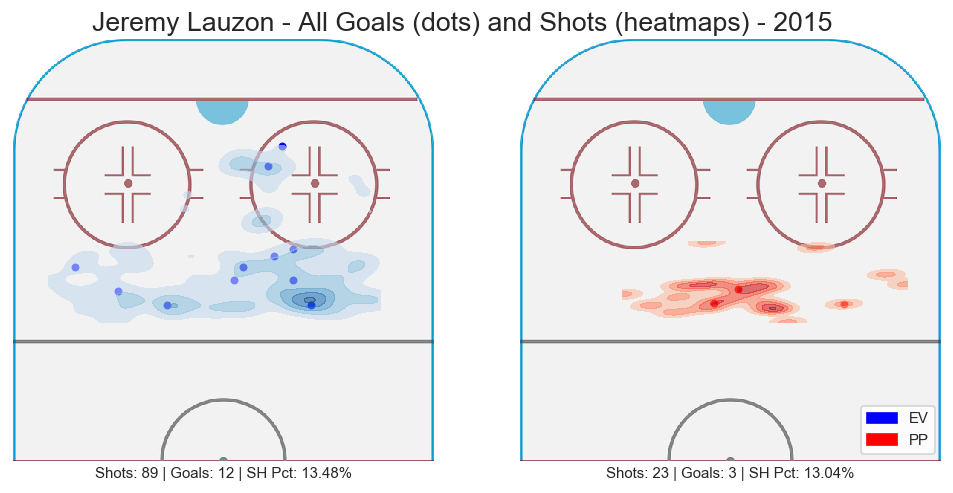 Jeremy Lauzon - All Goals (dots) and Shots (heatmaps) - 2015
EV
PP
Shots: 89 | Goals: 12 | SH Pct: 13.48%
Shots: 23 | Goals: 3 | SH Pct: 13.04%